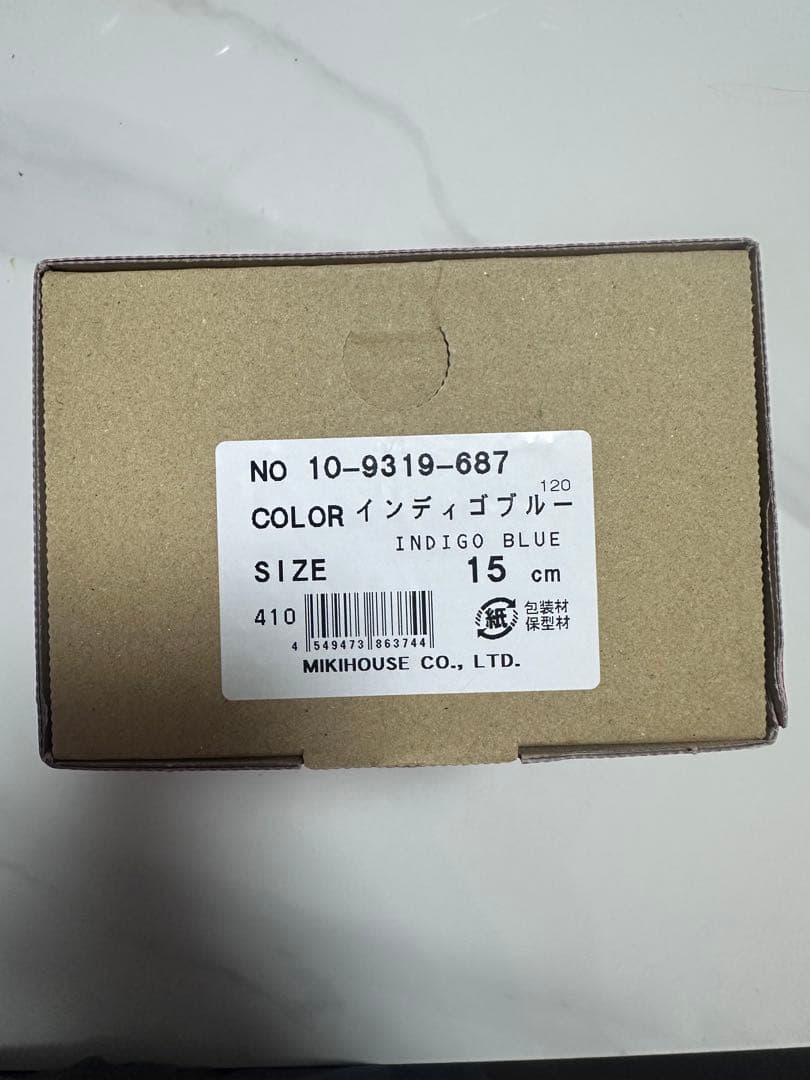 NO 10-9319-687
120
COLOR インディゴブルー
INDIGO BLUE
SIZE 15 cm
410
4 549473 863744
紙 包装材
保型材
MIKIHOUSE CO., LTD.